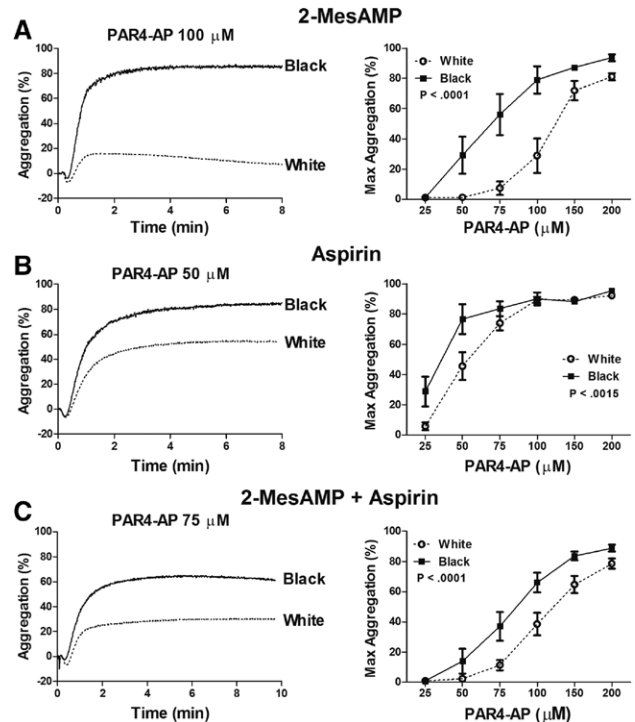 A
2-MesAMP
PAR4-AP 100 μM
Aggregation (%)
100
80
60
40
20
0
-20
0 2 4 6 8
Time (min)
Black
White
Max Aggregation (%)
100
80
60
40
20
0
White
Black
P < .0001
25 50 75 100 150 200
PAR4-AP (μM)
B
Aspirin
PAR4-AP 50 μM
Aggregation (%)
100
80
60
40
20
0
-20
0 2 4 6 8
Time (min)
Black
White
Max Aggregation (%)
100
80
60
40
20
0
White
Black
P < .0015
25 50 75 100 150 200
PAR4-AP (μM)
C
2-MesAMP + Aspirin
PAR4-AP 75 μM
Aggregation (%)
100
80
60
40
20
0
-20
0 2 4 6 8 10
Time (min)
Black
White
Max Aggregation (%)
100
80
60
40
20
0
White
Black
P < .0001
25 50 75 100 150 200
PAR4-AP (μM)